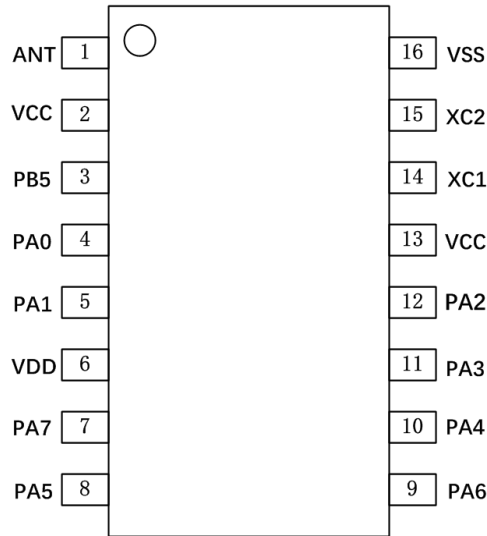 ANT 1 16 VSS
VCC 2 15 XC2
PB5 3 14 XC1
PA0 4 13 VCC
PA1 5 12 PA2
VDD 6 11 PA3
PA7 7 10 PA4
PA5 8 9 PA6